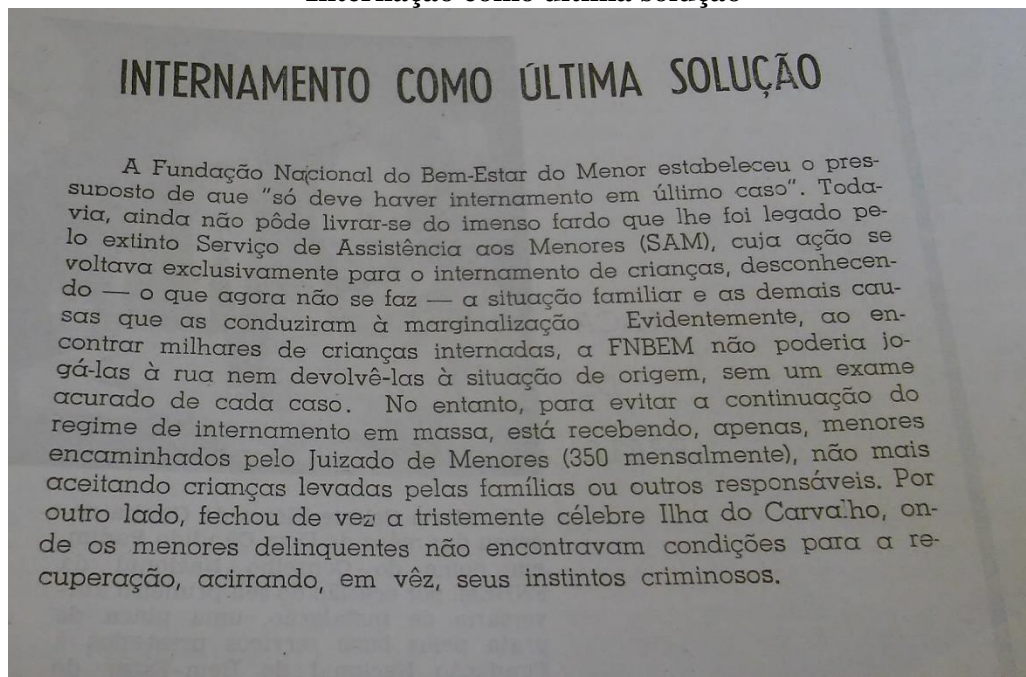 Internação como última solução
INTERNAMENTO COMO ÚLTIMA SOLUÇÃO
A Fundação Nacional do Bem-Estar do Menor estabeleceu o pres-
suposto de que "só deve haver internamento em último caso". Toda-
via, ainda não pôde livrar-se do imenso fardo que lhe foi legado pe-
lo extinto Serviço de Assistência aos Menores (SAM), cuja ação se
voltava exclusivamente para o internamento de crianças, desconhecen-
do — o que agora não se faz — a situação familiar e as demais cau-
sas que as conduziram à marginalização Evidentemente, ao en-
contrar milhares de crianças internadas, a FNBEM não poderia jo-
gá-las à rua nem devolvê-las à situação de origem, sem um exame
acurado de cada caso. No entanto, para evitar a continuação do
regime de internamento em massa, está recebendo, apenas, menores
encaminhados pelo Juizado de Menores (350 mensalmente), não mais
aceitando crianças levadas pelas famílias ou outros responsáveis. Por
outro lado, fechou de vez a tristemente célebre Ilha do Carvalho, on-
de os menores delinquentes não encontravam condições para a re-
cuperação, acirrando, em vêz, seus instintos criminosos.